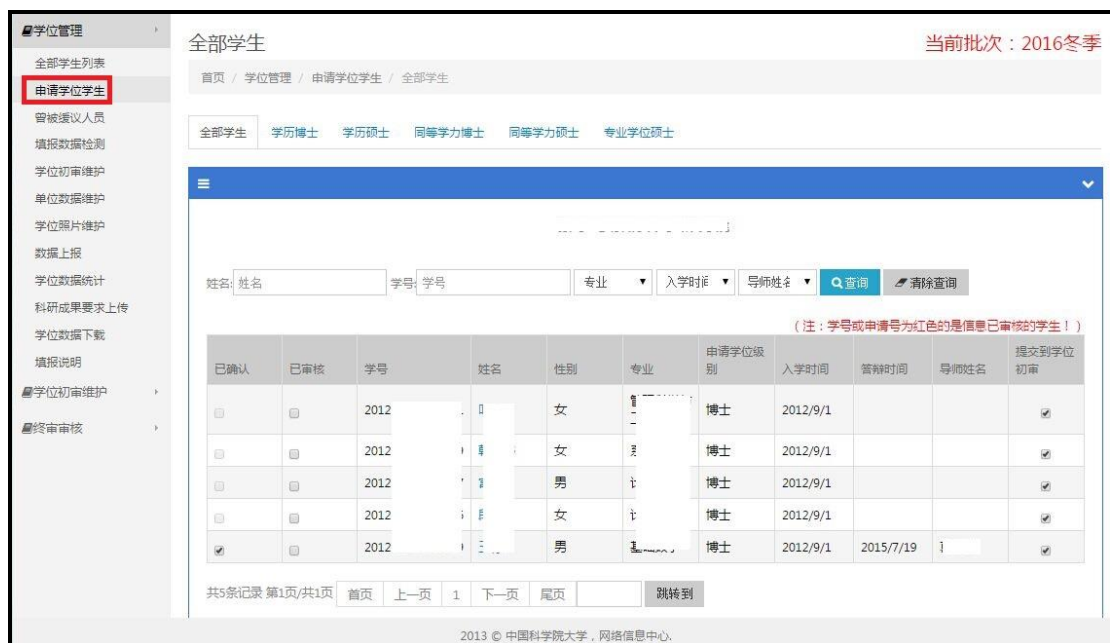 学位管理
全部学生列表
申请学位学生
曾被缓议人员
填报数据检测
学位初审维护
单位数据维护
学位照片维护
数据上报
学位数据统计
科研成果要求上传
学位数据下载
填报说明
学位初审维护
终审审核
全部学生 当前批次：2016冬季
首页 / 学位管理 / 申请学位学生 / 全部学生
全部学生 学历博士 学历硕士 同等学力博士 同等学力硕士 专业学位硕士
姓名: 姓名 学号: 学号 专业 入学时间 导师姓名 查询 清除查询
（注：学号或申请号为红色的是信息已审核的学生！）
已确认 已审核 学号 姓名 性别 专业 申请学位级别 入学时间 答辩时间 导师姓名 提交到学位初审
2012 女 博士 2012/9/1
2012 女 博士 2012/9/1
2012 男 博士 2012/9/1
2012 女 博士 2012/9/1
2012 男 博士 2012/9/1 2015/7/19
共5条记录 第1页/共1页 首页 上一页 1 下一页 尾页 跳转到
2013 © 中国科学院大学，网络信息中心.